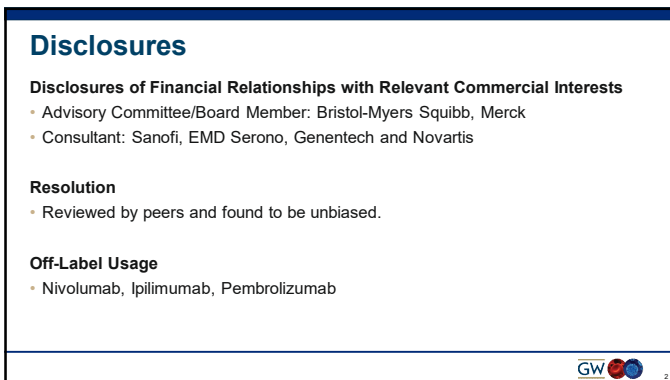 Disclosures
Disclosures of Financial Relationships with Relevant Commercial Interests
• Advisory Committee/Board Member: Bristol-Myers Squibb, Merck
• Consultant: Sanofi, EMD Serono, Genentech and Novartis
Resolution
• Reviewed by peers and found to be unbiased.
Off-Label Usage
• Nivolumab, Ipilimumab, Pembrolizumab
GW
2